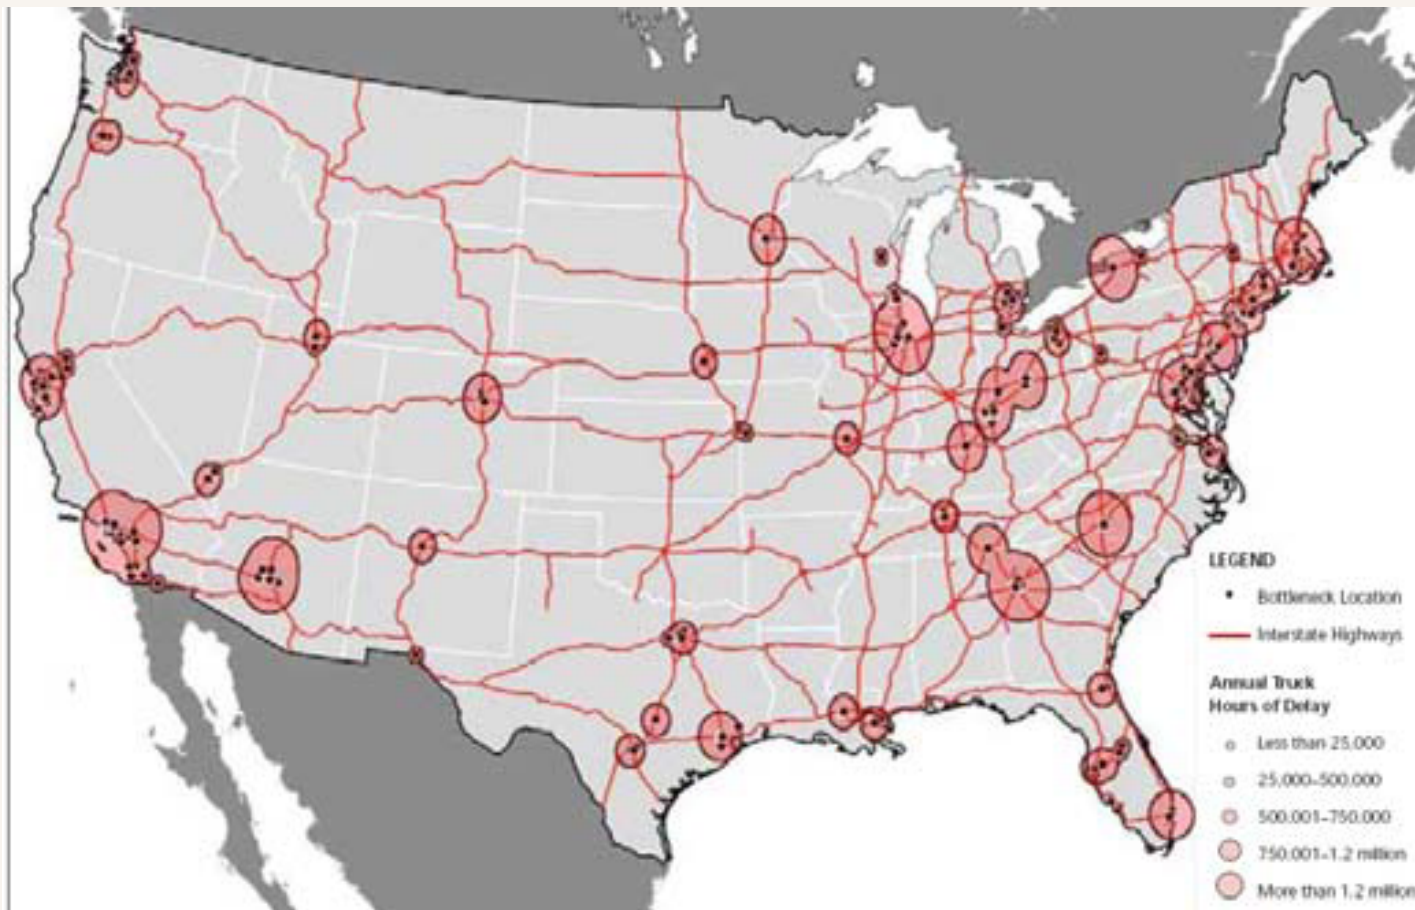 LEGEND
Bottleneck Location
Interstate Highways
Annual Truck
Hours of Delay
Less than 25.000
25.000–500.000
500.001–750.000
750.001–1.2 million
More than 1.2 million